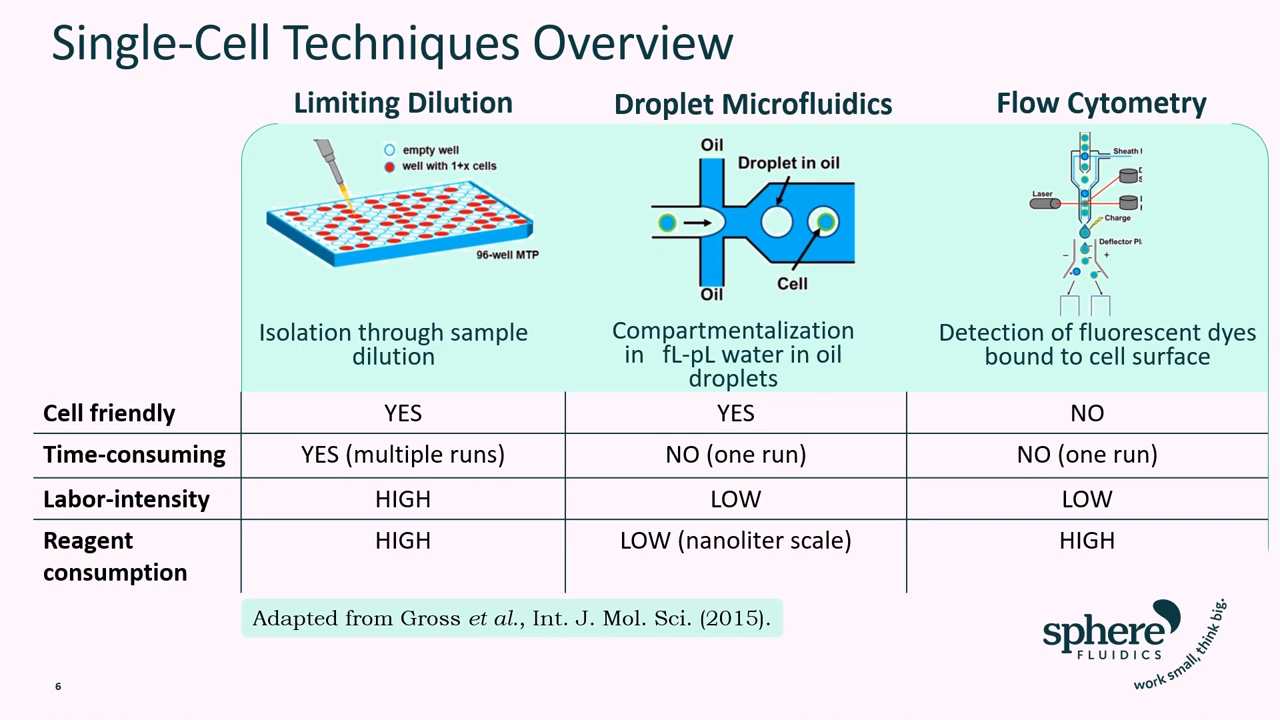 Single-Cell Techniques Overview
Limiting Dilution
Droplet Microfluidics
Flow Cytometry
empty well
well with 1+x cells
96-well MTP
Oil
Droplet in oil
Cell
Oil
Sheath
Laser
Charge
Deflector
−
+
Isolation through sample
dilution
Compartmentalization
in fL-pL water in oil
droplets
Detection of fluorescent dyes
bound to cell surface
Cell friendly YES YES NO
Time-consuming YES (multiple runs) NO (one run) NO (one run)
Labor-intensity HIGH LOW LOW
Reagent HIGH LOW (nanoliter scale) HIGH
consumption
Adapted from Gross et al., Int. J. Mol. Sci. (2015).
sphere
FLUIDICS
work small, think big.
6